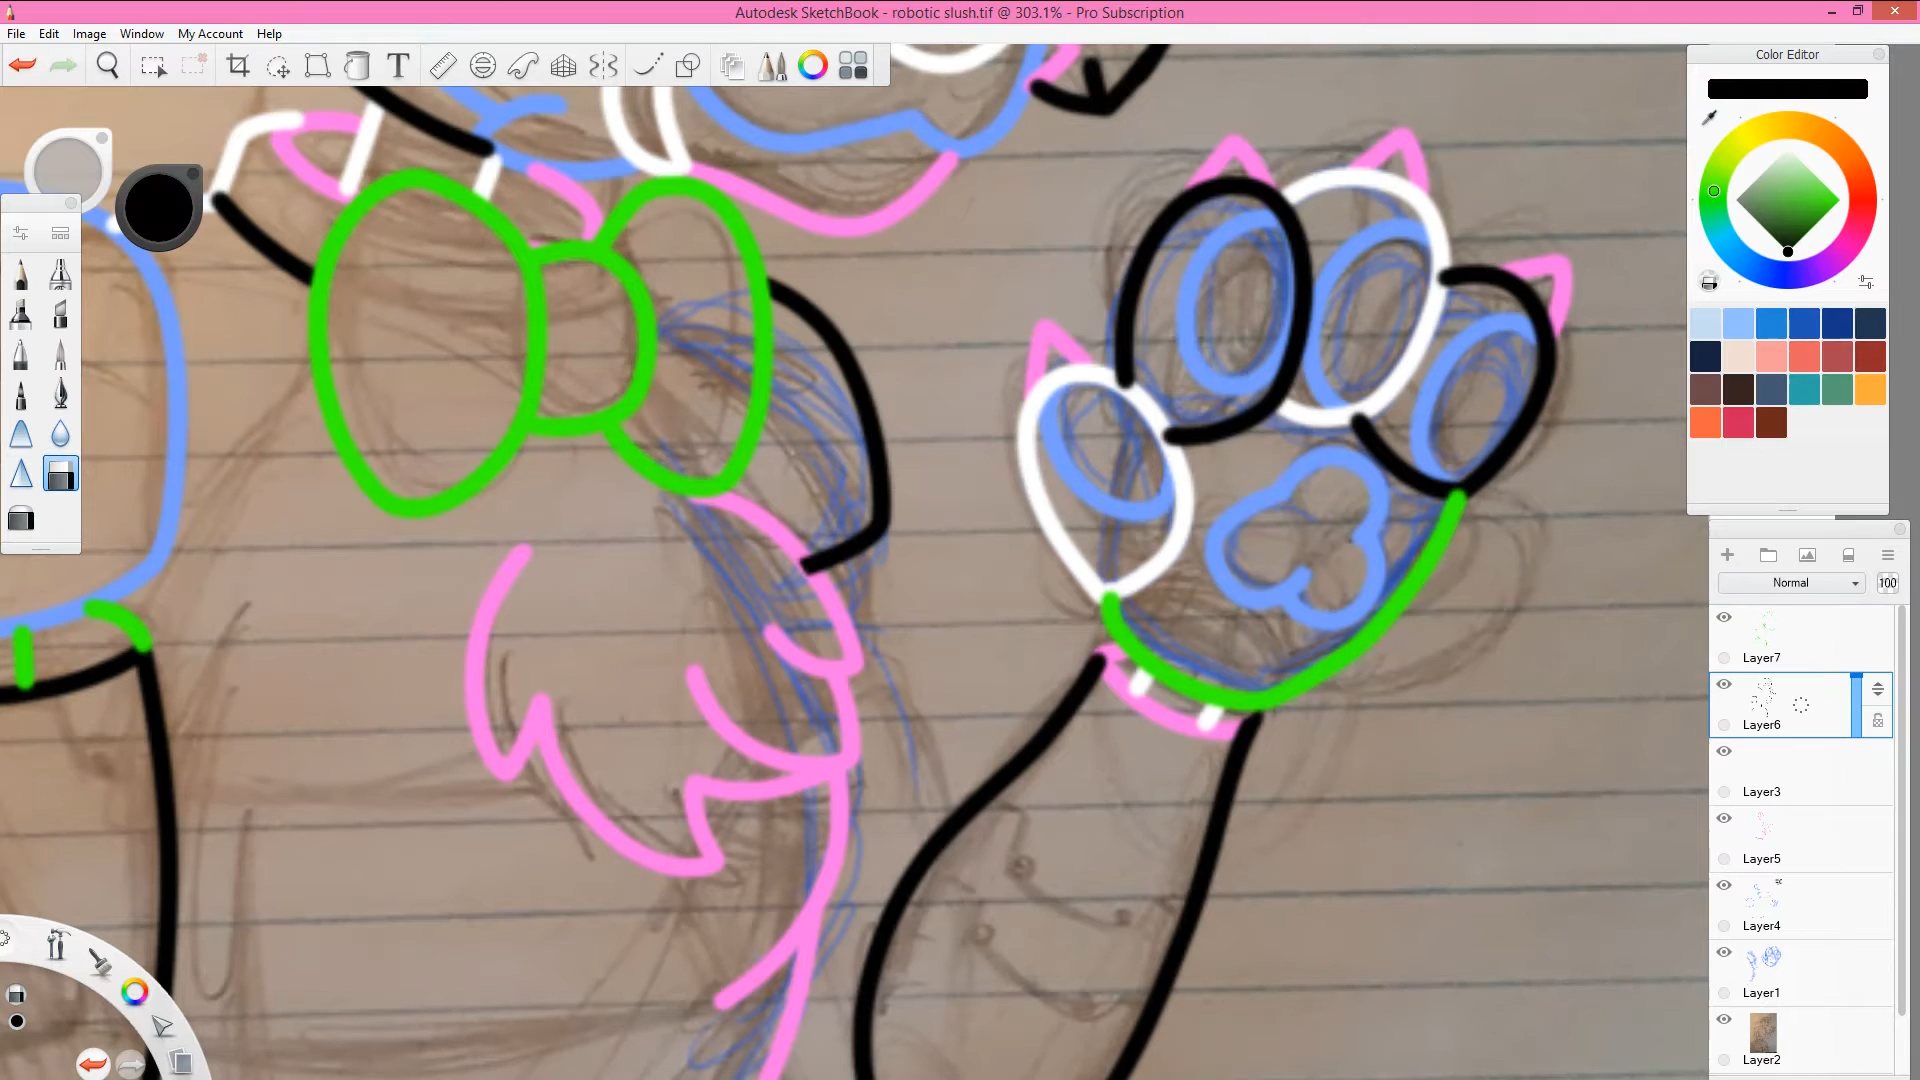 Autodesk SketchBook - robotic slush.tif @ 303.1% - Pro Subscription
File Edit Image Window My Account Help
T
Color Editor
Normal
100
Layer7
Layer6
Layer3
Layer5
Layer4
Layer1
Layer2